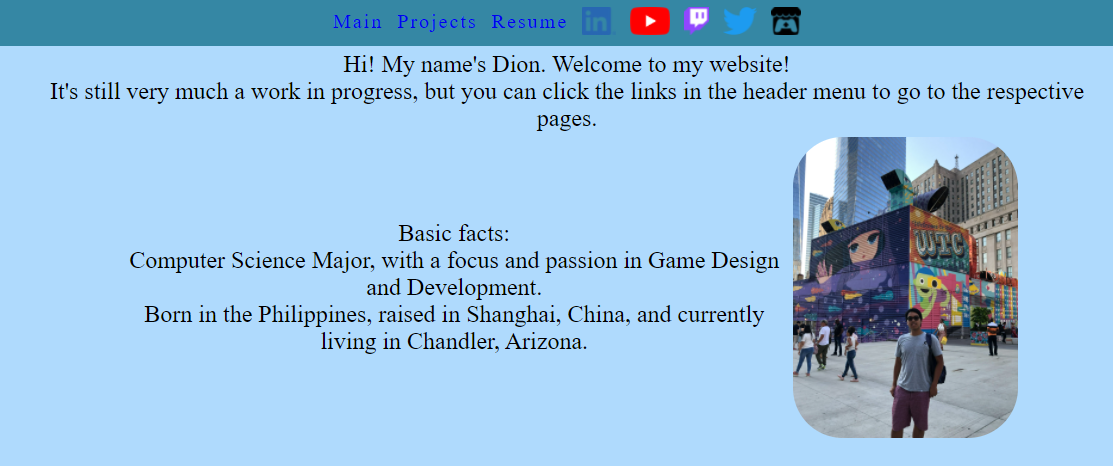 Main Projects Resume in
Hi! My name's Dion. Welcome to my website!
It's still very much a work in progress, but you can click the links in the header menu to go to the respective
pages.
Basic facts:
Computer Science Major, with a focus and passion in Game Design
and Development.
Born in the Philippines, raised in Shanghai, China, and currently
living in Chandler, Arizona.
WTC